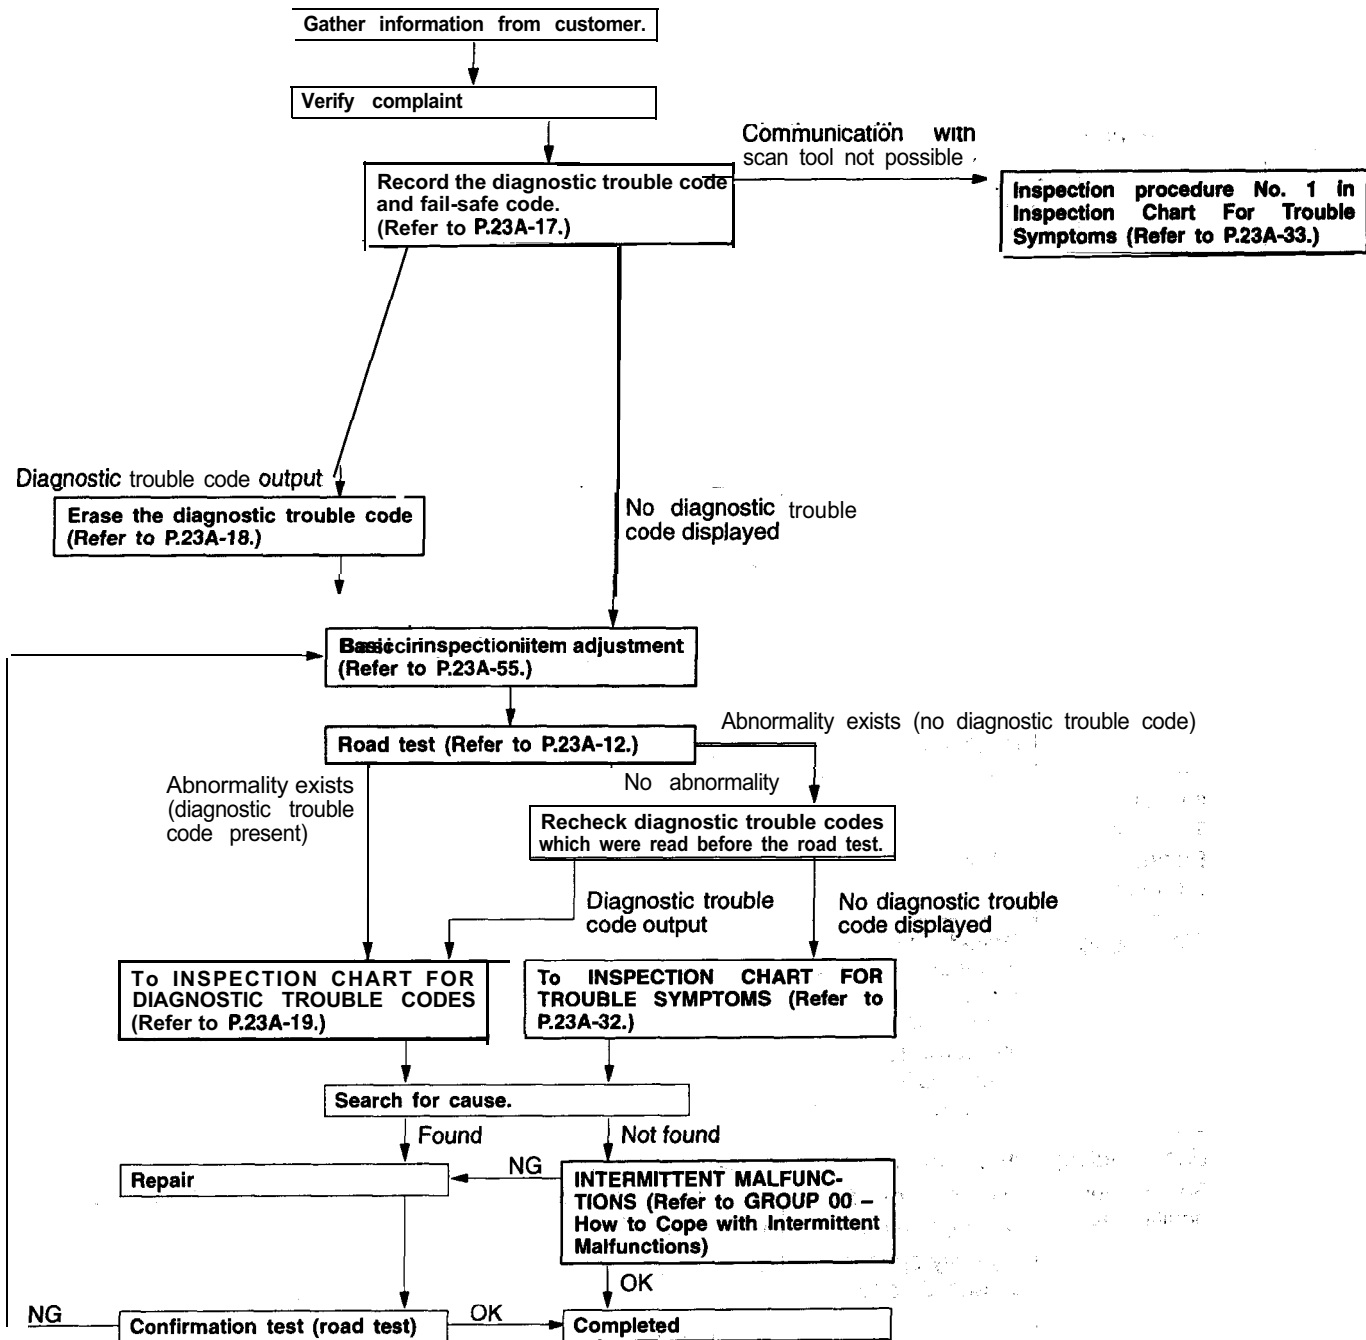 Gather information from customer.
Verify complaint
Communication with
scan tool not possible
Record the diagnostic trouble code
and fail-safe code.
(Refer to P.23A-17.)
Inspection procedure No. 1 in
Inspection Chart For Trouble
Symptoms (Refer to P.23A-33.)
Diagnostic trouble code output
Erase the diagnostic trouble code
(Refer to P.23A-18.)
No diagnostic trouble
code displayed
Basic inspection item adjustment
(Refer to P.23A-55.)
Road test (Refer to P.23A-12.)
Abnormality exists (no diagnostic trouble code)
Abnormality exists
(diagnostic trouble
code present)
No abnormality
Recheck diagnostic trouble codes
which were read before the road test.
Diagnostic trouble
code output
No diagnostic trouble
code displayed
To INSPECTION CHART FOR
DIAGNOSTIC TROUBLE CODES
(Refer to P.23A-19.)
To INSPECTION CHART FOR
TROUBLE SYMPTOMS (Refer to
P.23A-32.)
Search for cause.
Found
Not found
Repair
NG
INTERMITTENT MALFUNC-
TIONS (Refer to GROUP 00 –
How to Cope with Intermittent
Malfunctions)
OK
NG
Confirmation test (road test)
OK
Completed